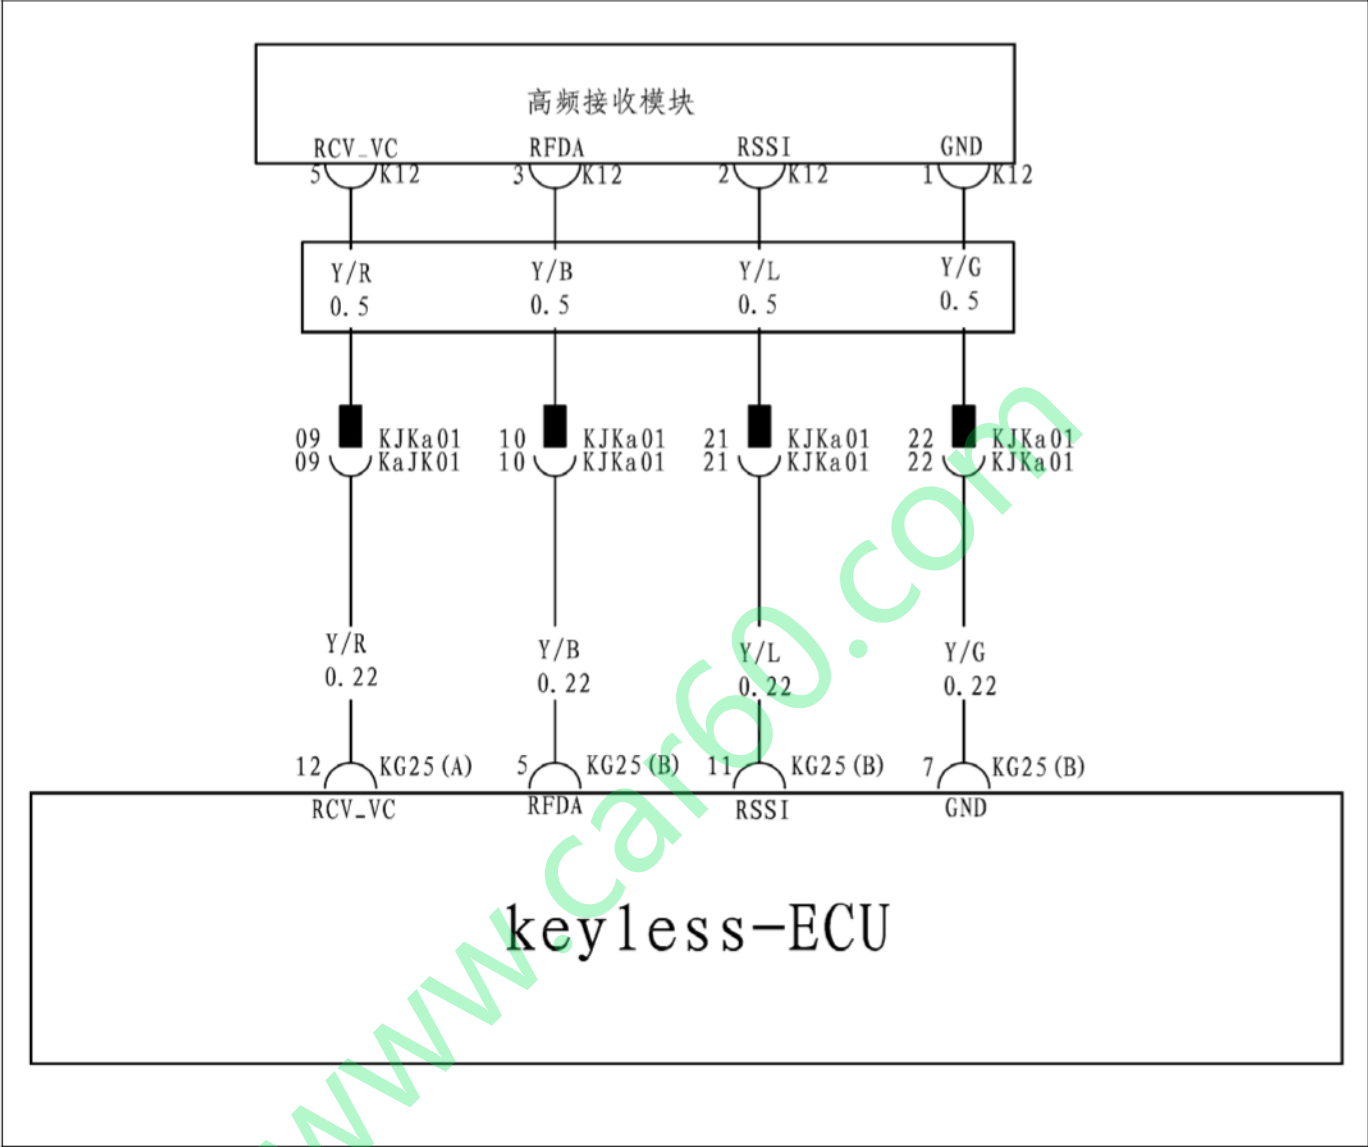 高频接收模块
RCV_VC RFDA RSSI GND
5 K12 3 K12 2 K12 1 K12
Y/R Y/B Y/L Y/G
0.5 0.5 0.5 0.5
09 KJKa01 10 KJKa01 21 KJKa01 22 KJKa01
09 KaJK01 10 KJKa01 21 KJKa01 22 KJKa01
Y/R Y/B Y/L Y/G
0.22 0.22 0.22 0.22
12 KG25(A) 5 KG25(B) 11 KG25(B) 7 KG25(B)
RCV_VC RFDA RSSI GND
keyless-ECU
www.car60.com